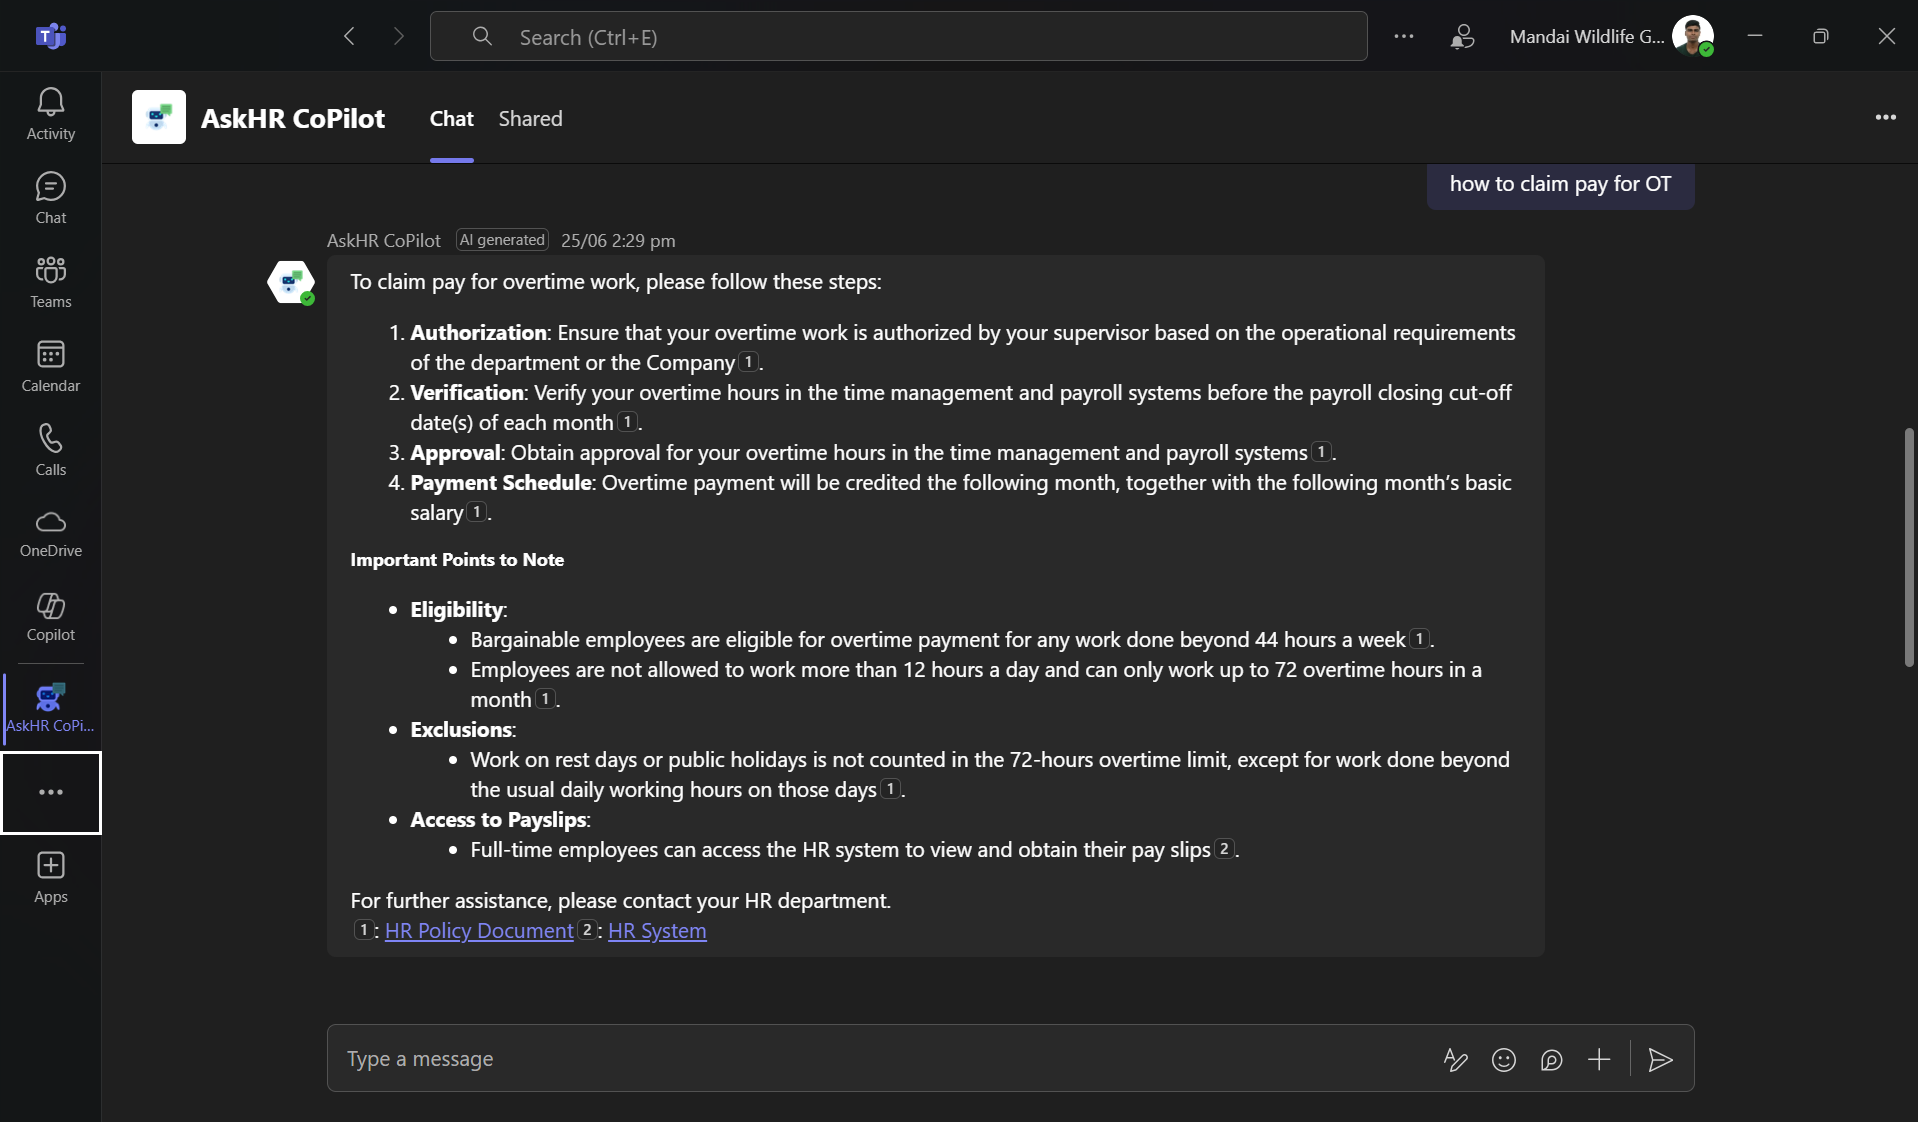 Search (Ctrl+E)
Mandai Wildlife G...
Activity
Chat
Teams
Calendar
Calls
OneDrive
Copilot
AskHR CoPi...
Apps
AskHR CoPilot
Chat
Shared
how to claim pay for OT
AskHR CoPilot AI generated 25/06 2:29 pm
To claim pay for overtime work, please follow these steps:
1. Authorization: Ensure that your overtime work is authorized by your supervisor based on the operational requirements
of the department or the Company 1.
2. Verification: Verify your overtime hours in the time management and payroll systems before the payroll closing cut-off
date(s) of each month 1.
3. Approval: Obtain approval for your overtime hours in the time management and payroll systems 1.
4. Payment Schedule: Overtime payment will be credited the following month, together with the following month's basic
salary 1.
Important Points to Note
• Eligibility:
• Bargainable employees are eligible for overtime payment for any work done beyond 44 hours a week 1.
• Employees are not allowed to work more than 12 hours a day and can only work up to 72 overtime hours in a
month 1.
• Exclusions:
• Work on rest days or public holidays is not counted in the 72-hours overtime limit, except for work done beyond
the usual daily working hours on those days 1.
• Access to Payslips:
• Full-time employees can access the HR system to view and obtain their pay slips 2.
For further assistance, please contact your HR department.
1: HR Policy Document 2: HR System
Type a message